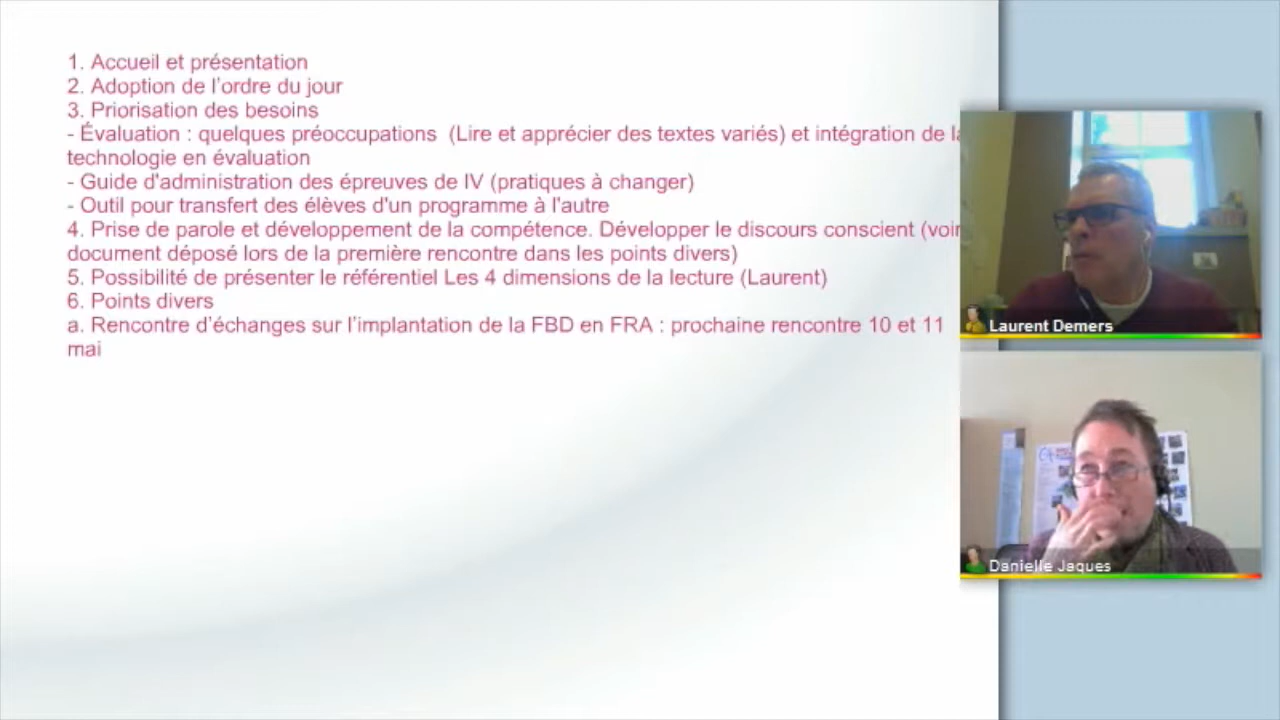 1. Accueil et présentation
2. Adoption de l'ordre du jour
3. Priorisation des besoins
- Évaluation : quelques préoccupations (Lire et apprécier des textes variés) et intégration de la
technologie en évaluation
- Guide d'administration des épreuves de IV (pratiques à changer)
- Outil pour transfert des élèves d'un programme à l'autre
4. Prise de parole et développement de la compétence. Développer le discours conscient (voir
document déposé lors de la première rencontre dans les points divers)
5. Possibilité de présenter le référentiel Les 4 dimensions de la lecture (Laurent)
6. Points divers
a. Rencontre d'échanges sur l'implantation de la FBD en FRA : prochaine rencontre 10 et 11
mai
Laurent Demers
Danielle Jaques